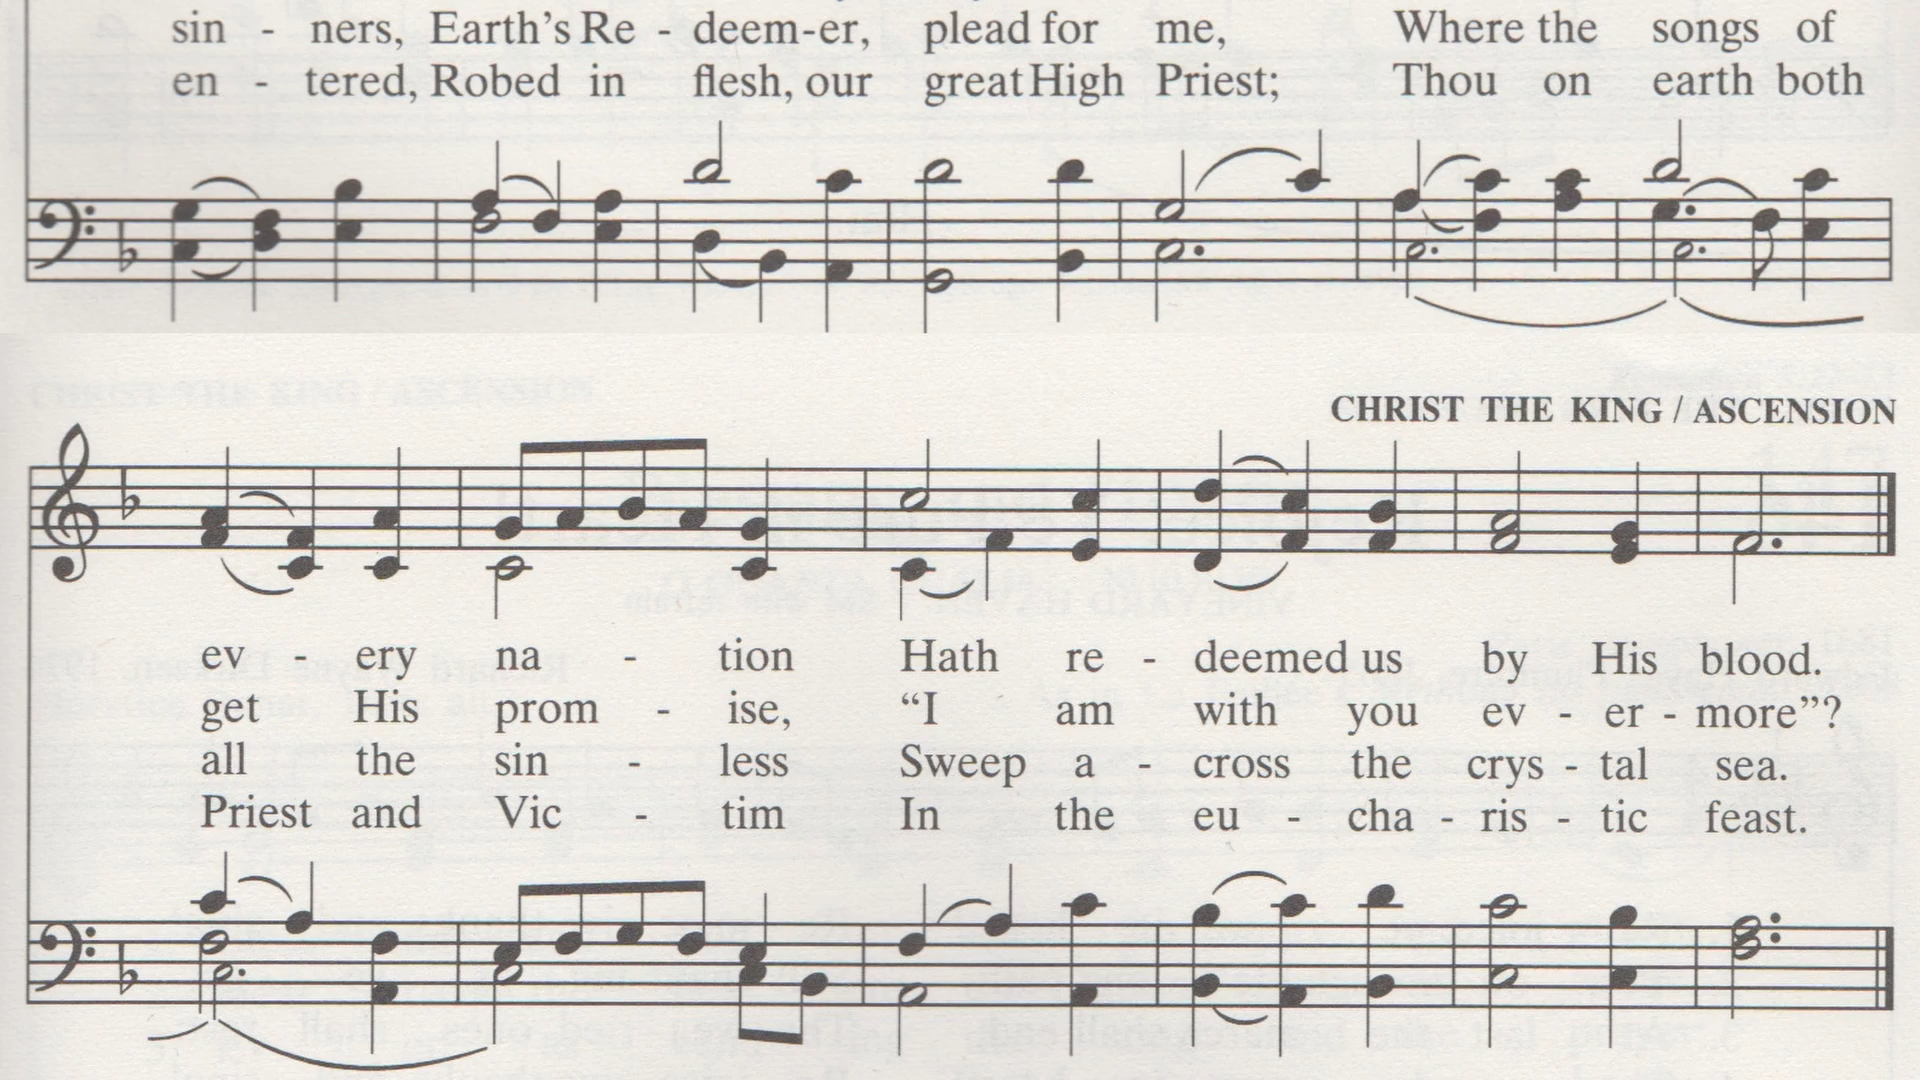 sin - ners, Earth's Re - deem-er, plead for me, Where the songs of
en - tered, Robed in flesh, our great High Priest; Thou on earth both
CHRIST THE KING / ASCENSION
ev - ery na - tion Hath re - deemed us by His blood.
get His prom - ise, “I am with you ev - er - more”?
all the sin - less Sweep a - cross the crys - tal sea.
Priest and Vic - tim In the eu - cha - ris - tic feast.